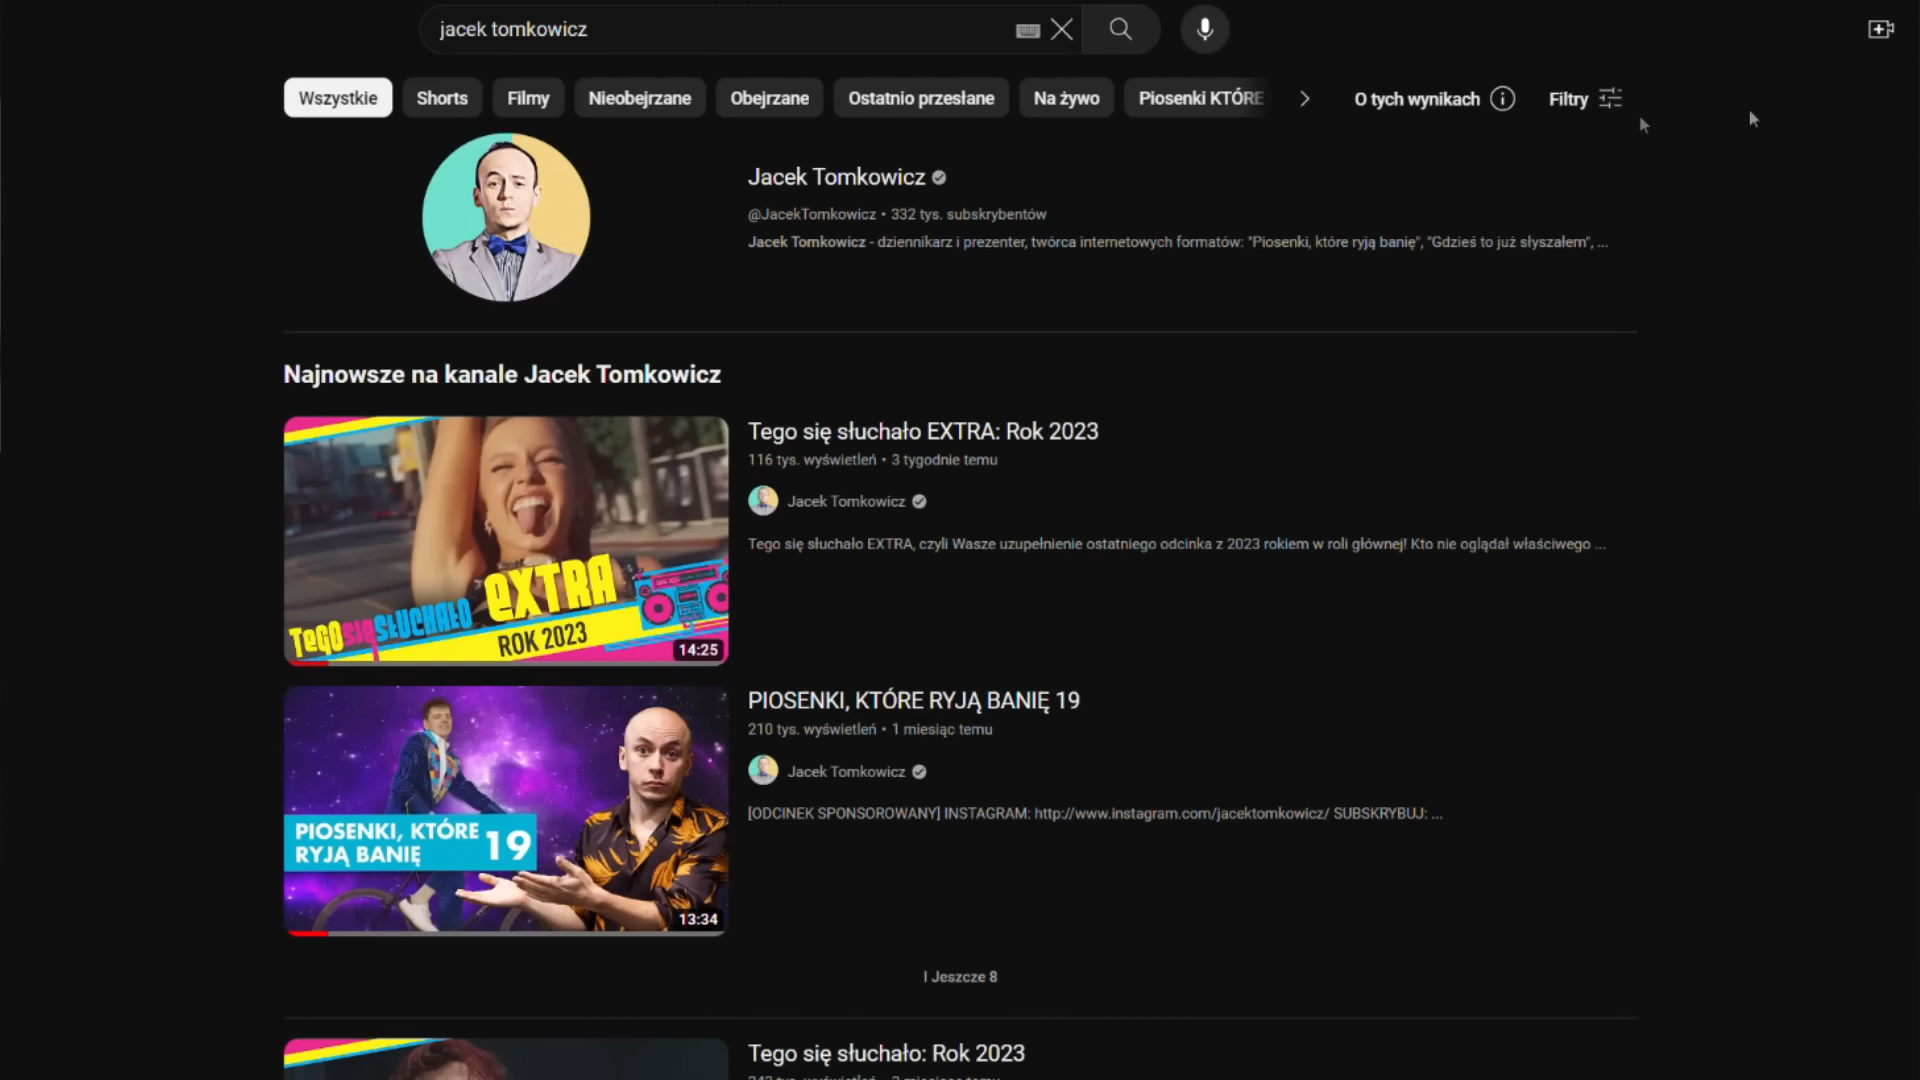 jacek tomkowicz
Wszystkie
Shorts
Filmy
Nieobejrzane
Obejrzane
Ostatnio przesłane
Na żywo
Piosenki KTÓRE
O tych wynikach
Filtry
Jacek Tomkowicz
@JacekTomkowicz • 332 tys. subskrybentów
Jacek Tomkowicz - dziennikarz i prezenter, twórca internetowych formatów: "Piosenki, które ryją banię", "Gdzieś to już słyszałem", ...
Najnowsze na kanale Jacek Tomkowicz
TEGO SIĘ SŁUCHAŁO EXTRA
ROK 2023
14:25
Tego się słuchało EXTRA: Rok 2023
116 tys. wyświetleń • 3 tygodnie temu
Jacek Tomkowicz
Tego się słuchało EXTRA, czyli Wasze uzupełnienie ostatniego odcinka z 2023 rokiem w roli głównej! Kto nie oglądał właściwego ...
PIOSENKI, KTÓRE
RYJĄ BANIĘ 19
13:34
PIOSENKI, KTÓRE RYJĄ BANIĘ 19
210 tys. wyświetleń • 1 miesiąc temu
Jacek Tomkowicz
[ODCINEK SPONSOROWANY] INSTAGRAM: http://www.instagram.com/jacektomkowicz/ SUBSKRYBUJ: ...
I Jeszcze 8
Tego się słuchało: Rok 2023